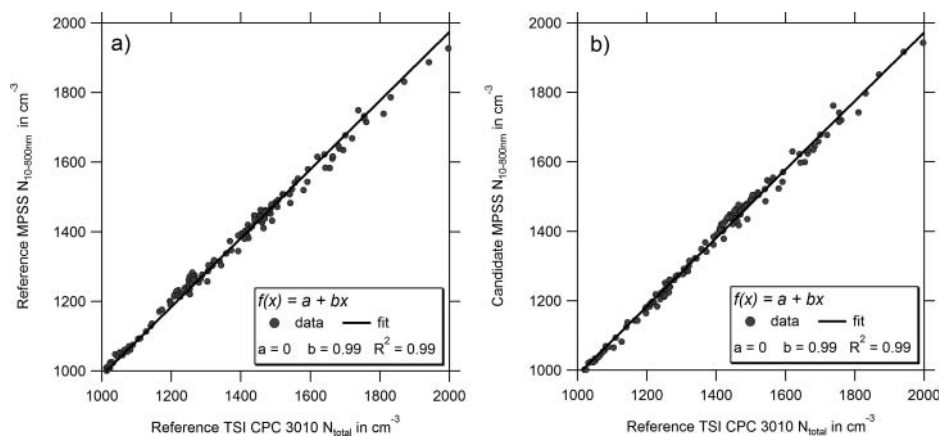 a)
Reference MPSS N10-800nm in cm-3
2000
1800
1600
1400
1200
1000
f(x) = a + bx
data fit
a = 0 b = 0.99 R2 = 0.99
1000 1200 1400 1600 1800 2000
Reference TSI CPC 3010 Ntotal in cm-3
b)
Candidate MPSS N10-800nm in cm-3
2000
1800
1600
1400
1200
1000
f(x) = a + bx
data fit
a = 0 b = 0.99 R2 = 0.99
1000 1200 1400 1600 1800 2000
Reference TSI CPC 3010 Ntotal in cm-3